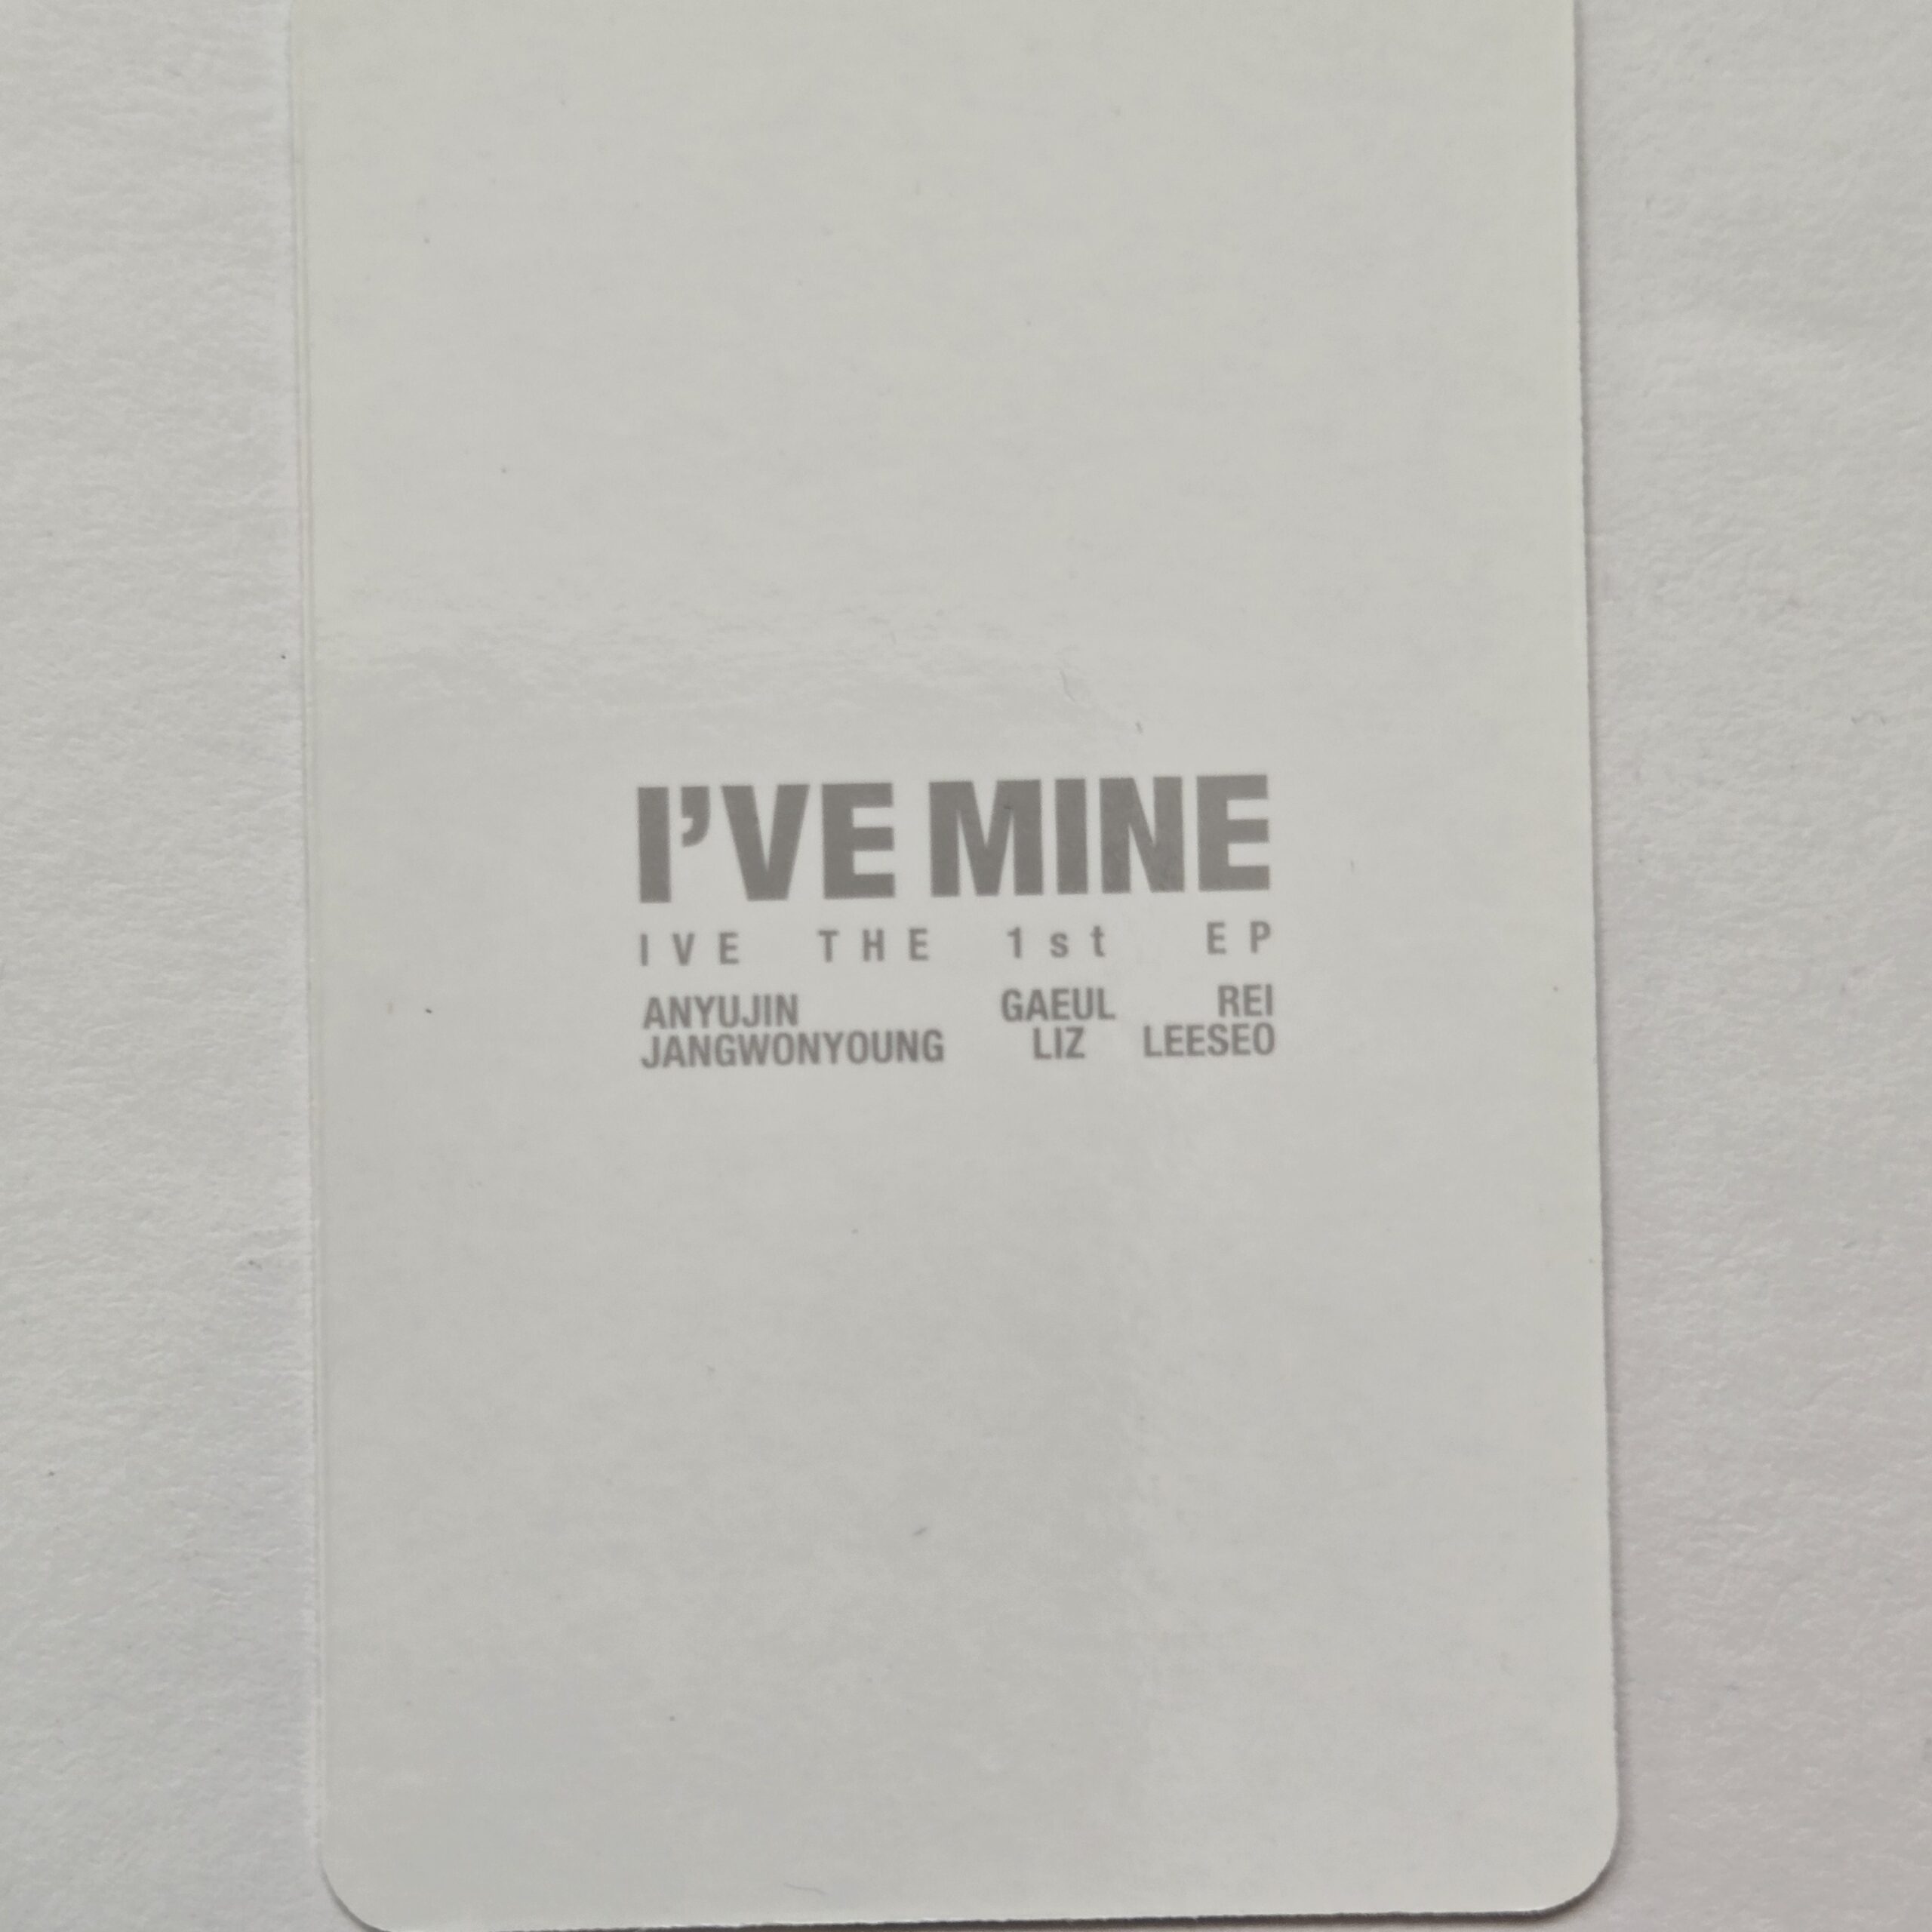 I'VE MINE
IVE THE 1st EP
ANYUJIN GAEUL REI
JANGWONYOUNG LIZ LEESEO